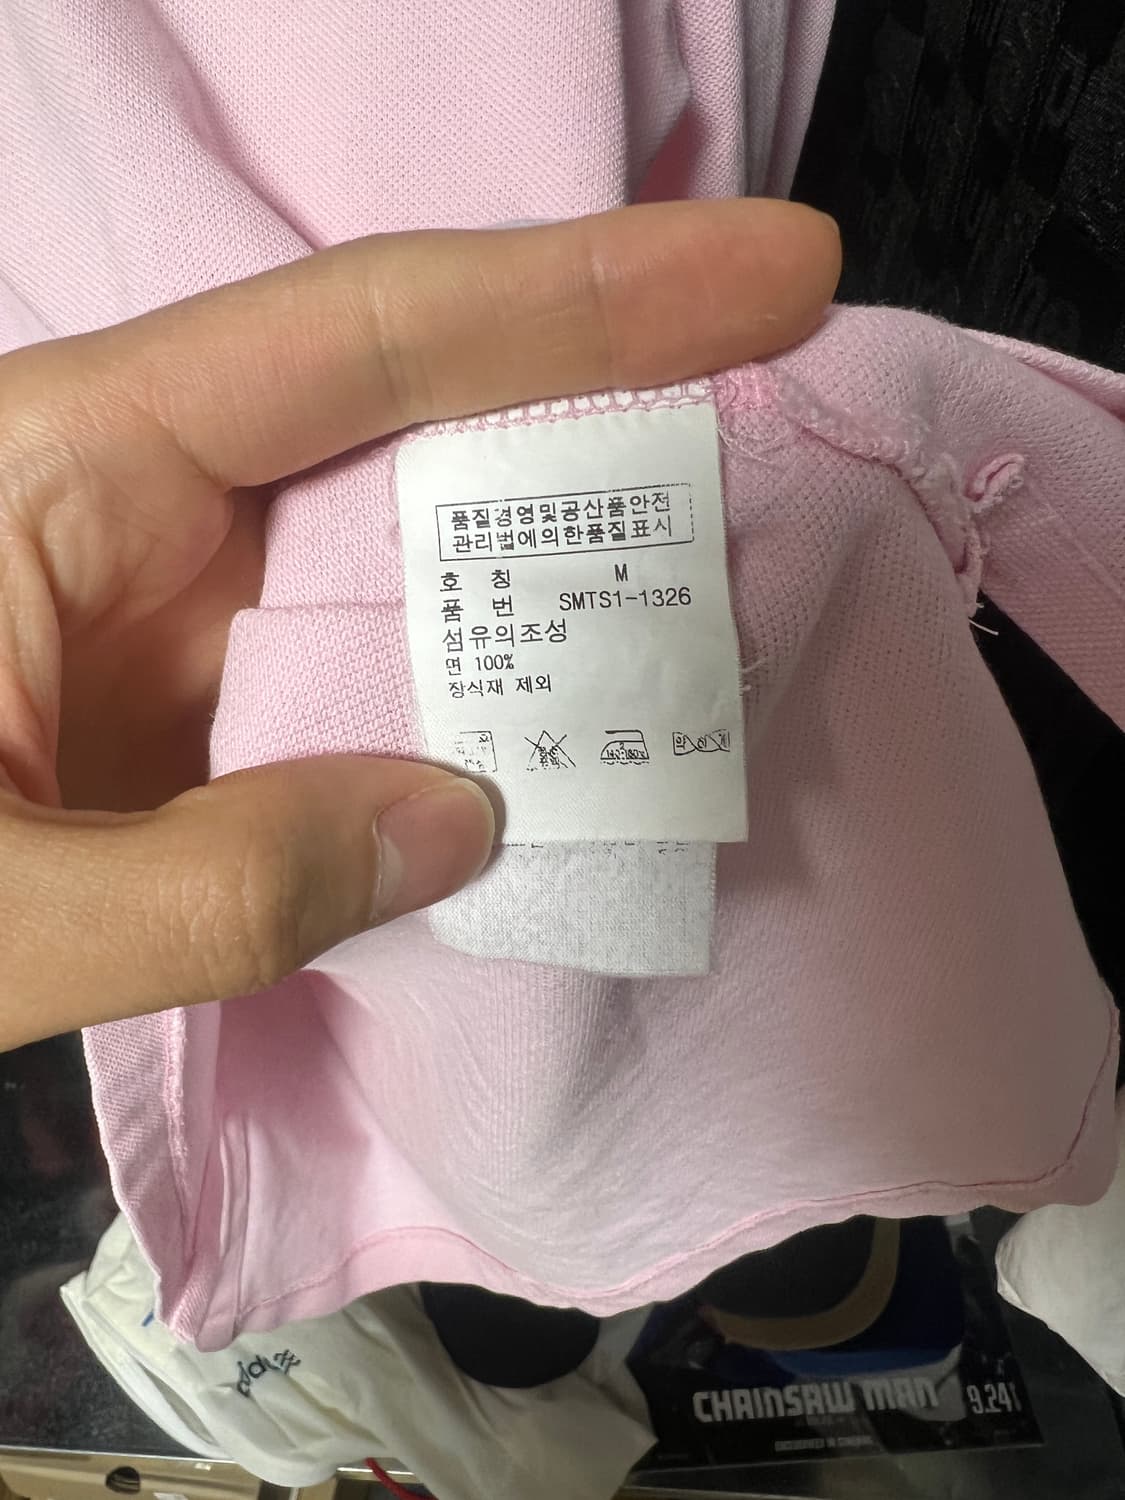 품질경영및공산품안전
관리법에의한품질표시
호 칭 M
품 번 SMTS1-1326
섬유의조성
면 100%
장식재 제외
CHAINSAW MAN 9.24